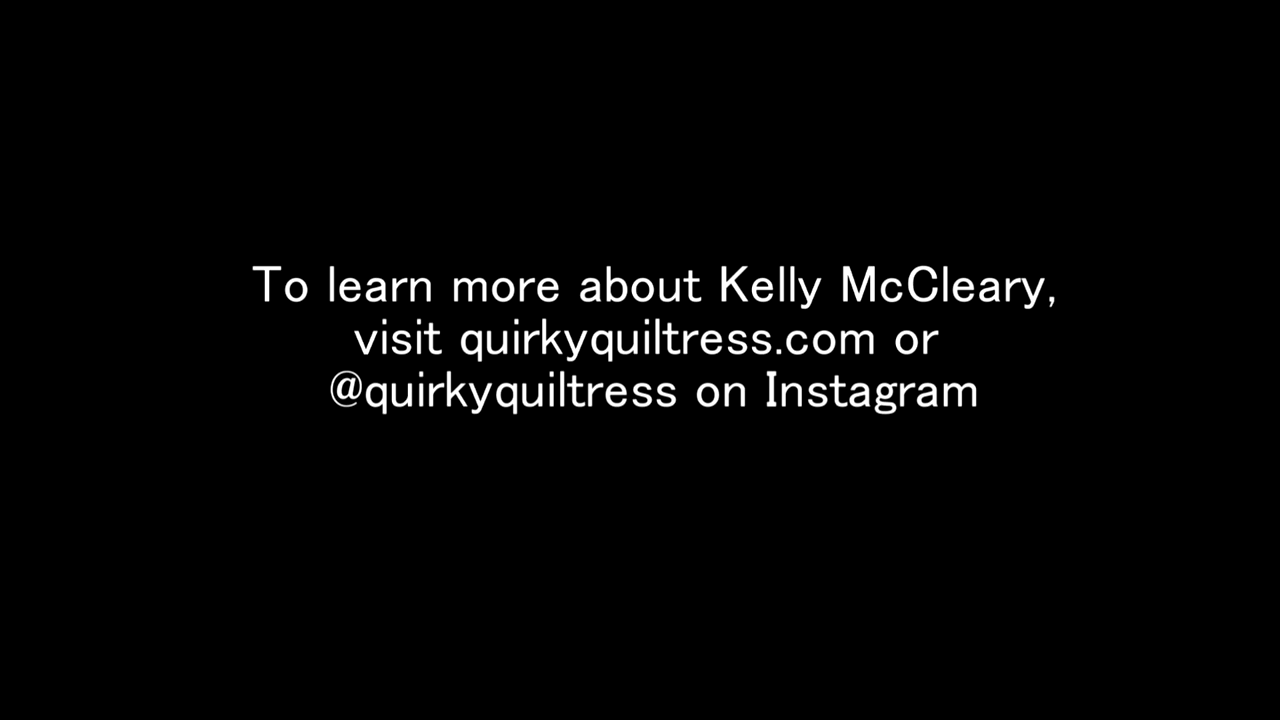 To learn more about Kelly McCleary,
visit quirkyquiltress.com or
@quirkyquiltress on Instagram